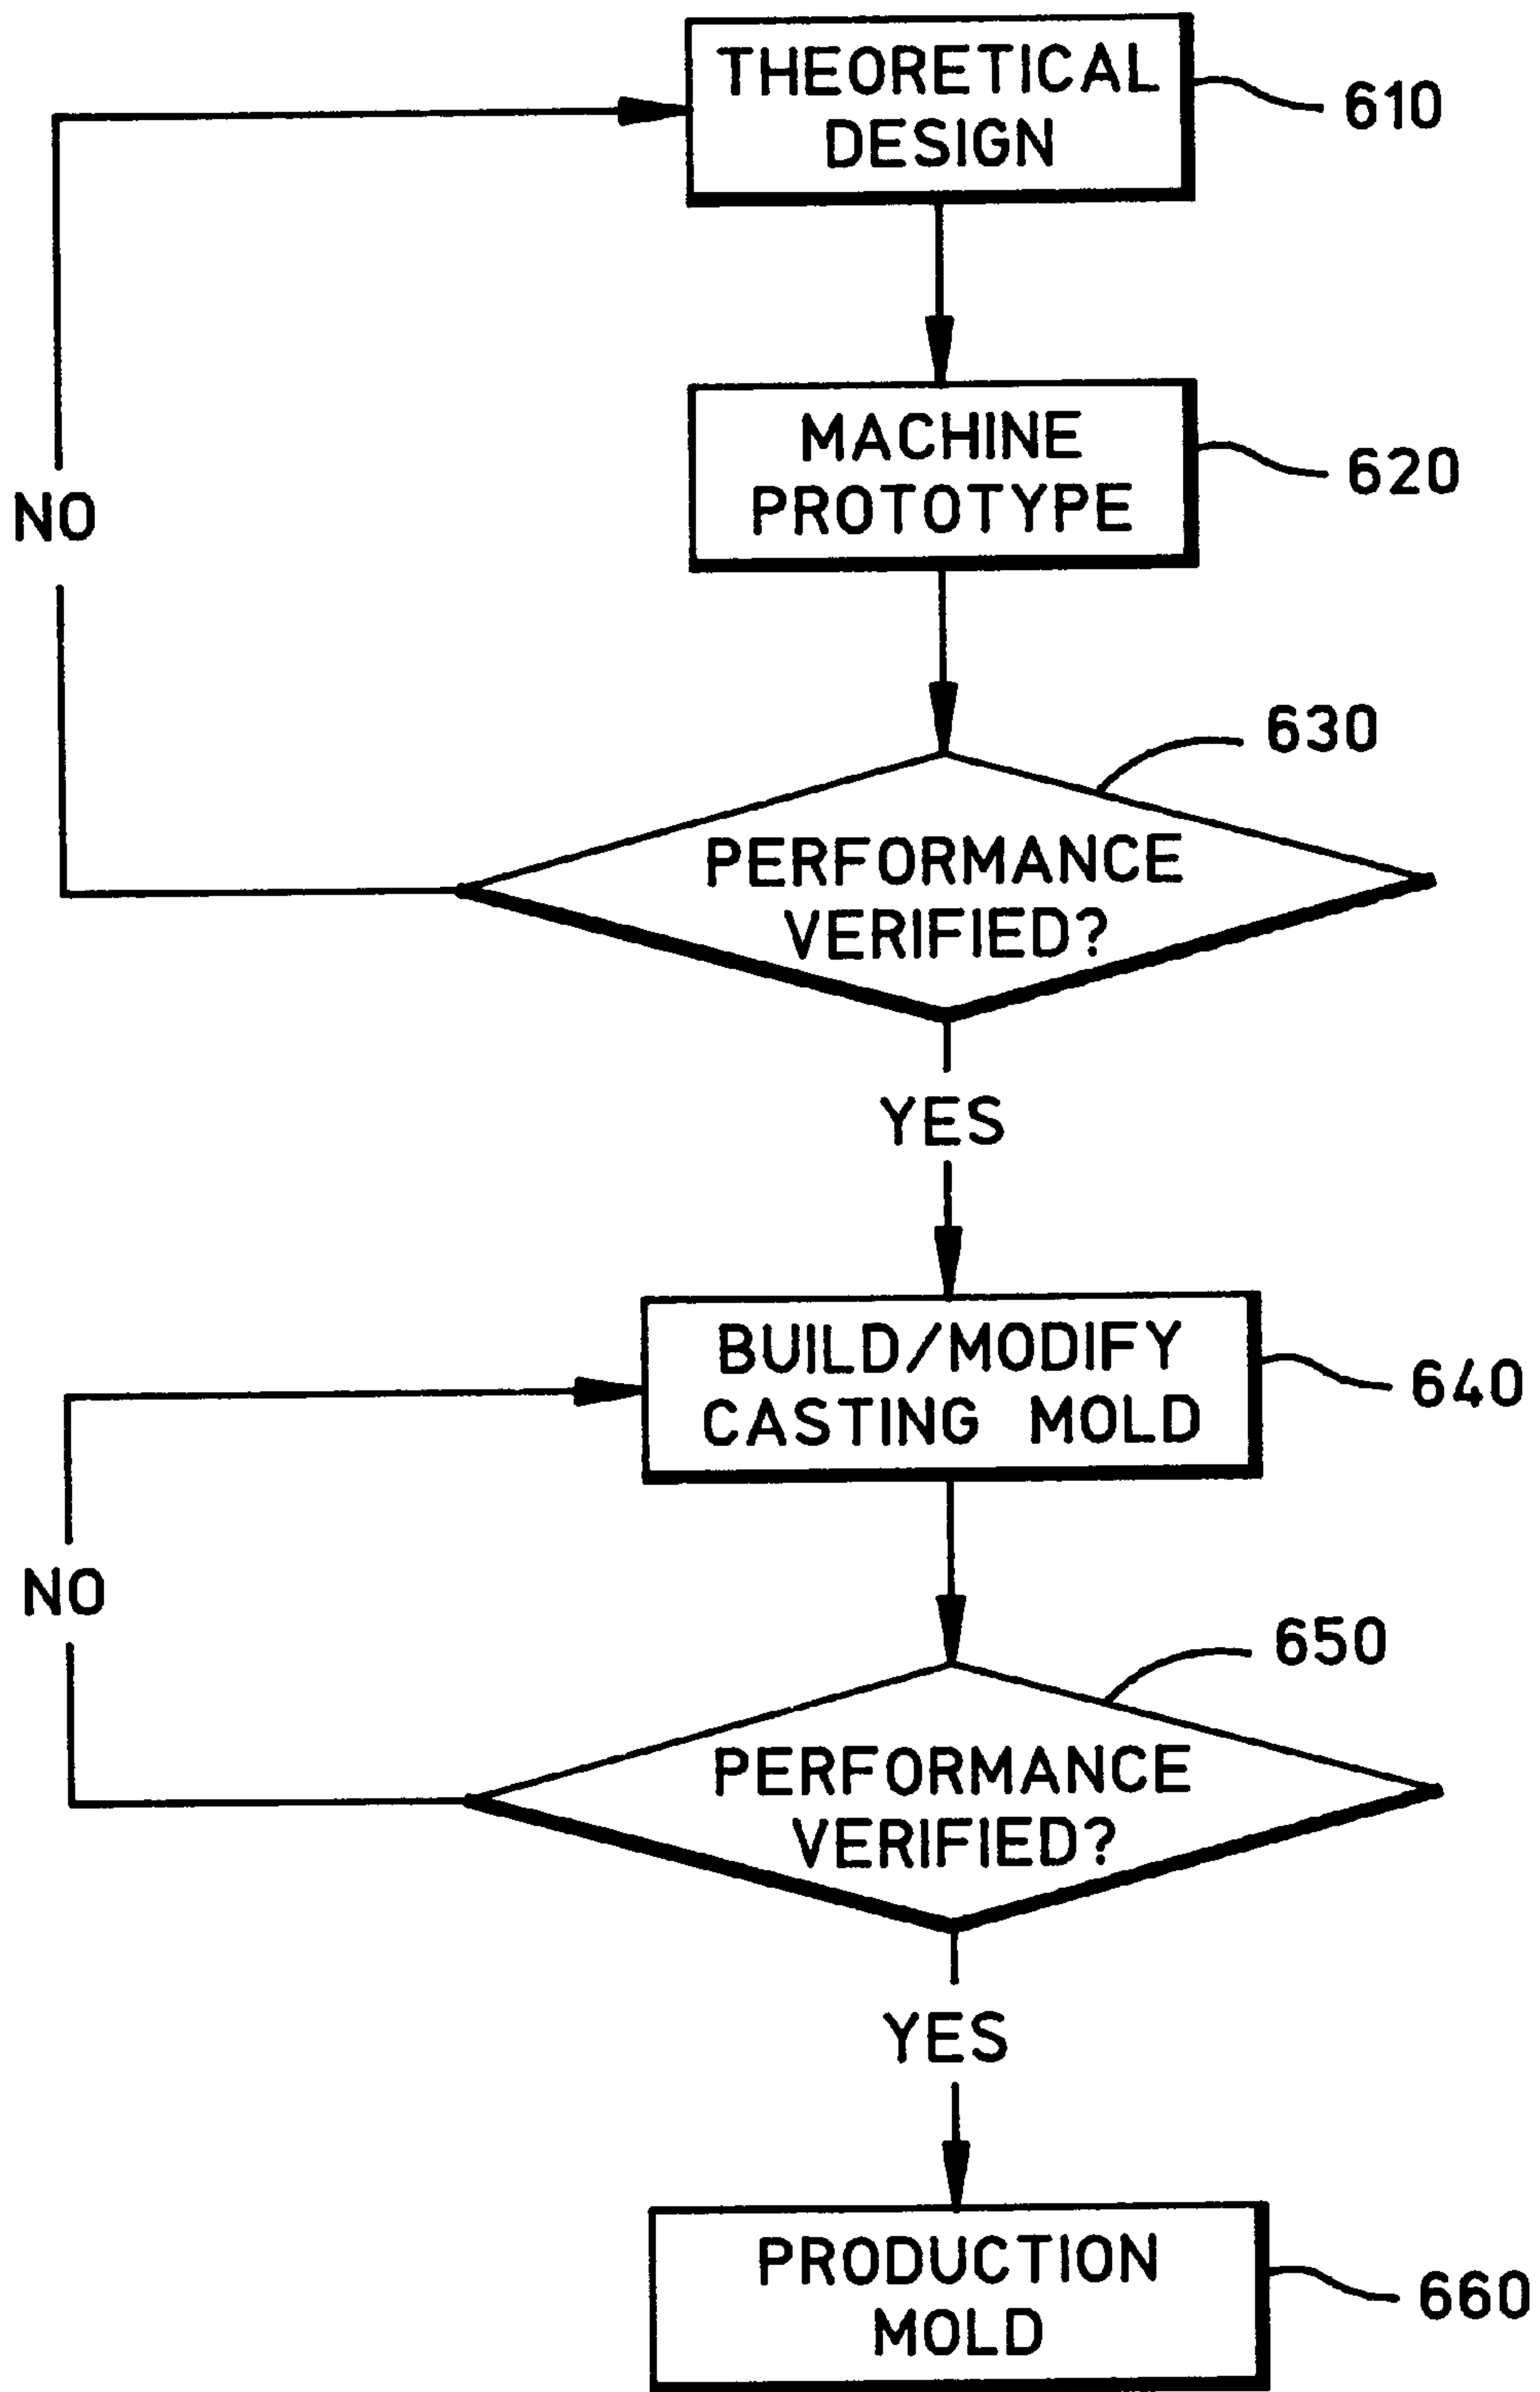 THEORETICAL
DESIGN
610
MACHINE
PROTOTYPE
620
NO
630
PERFORMANCE
VERIFIED?
YES
BUILD/MODIFY
CASTING MOLD
640
NO
650
PERFORMANCE
VERIFIED?
YES
PRODUCTION
MOLD
660